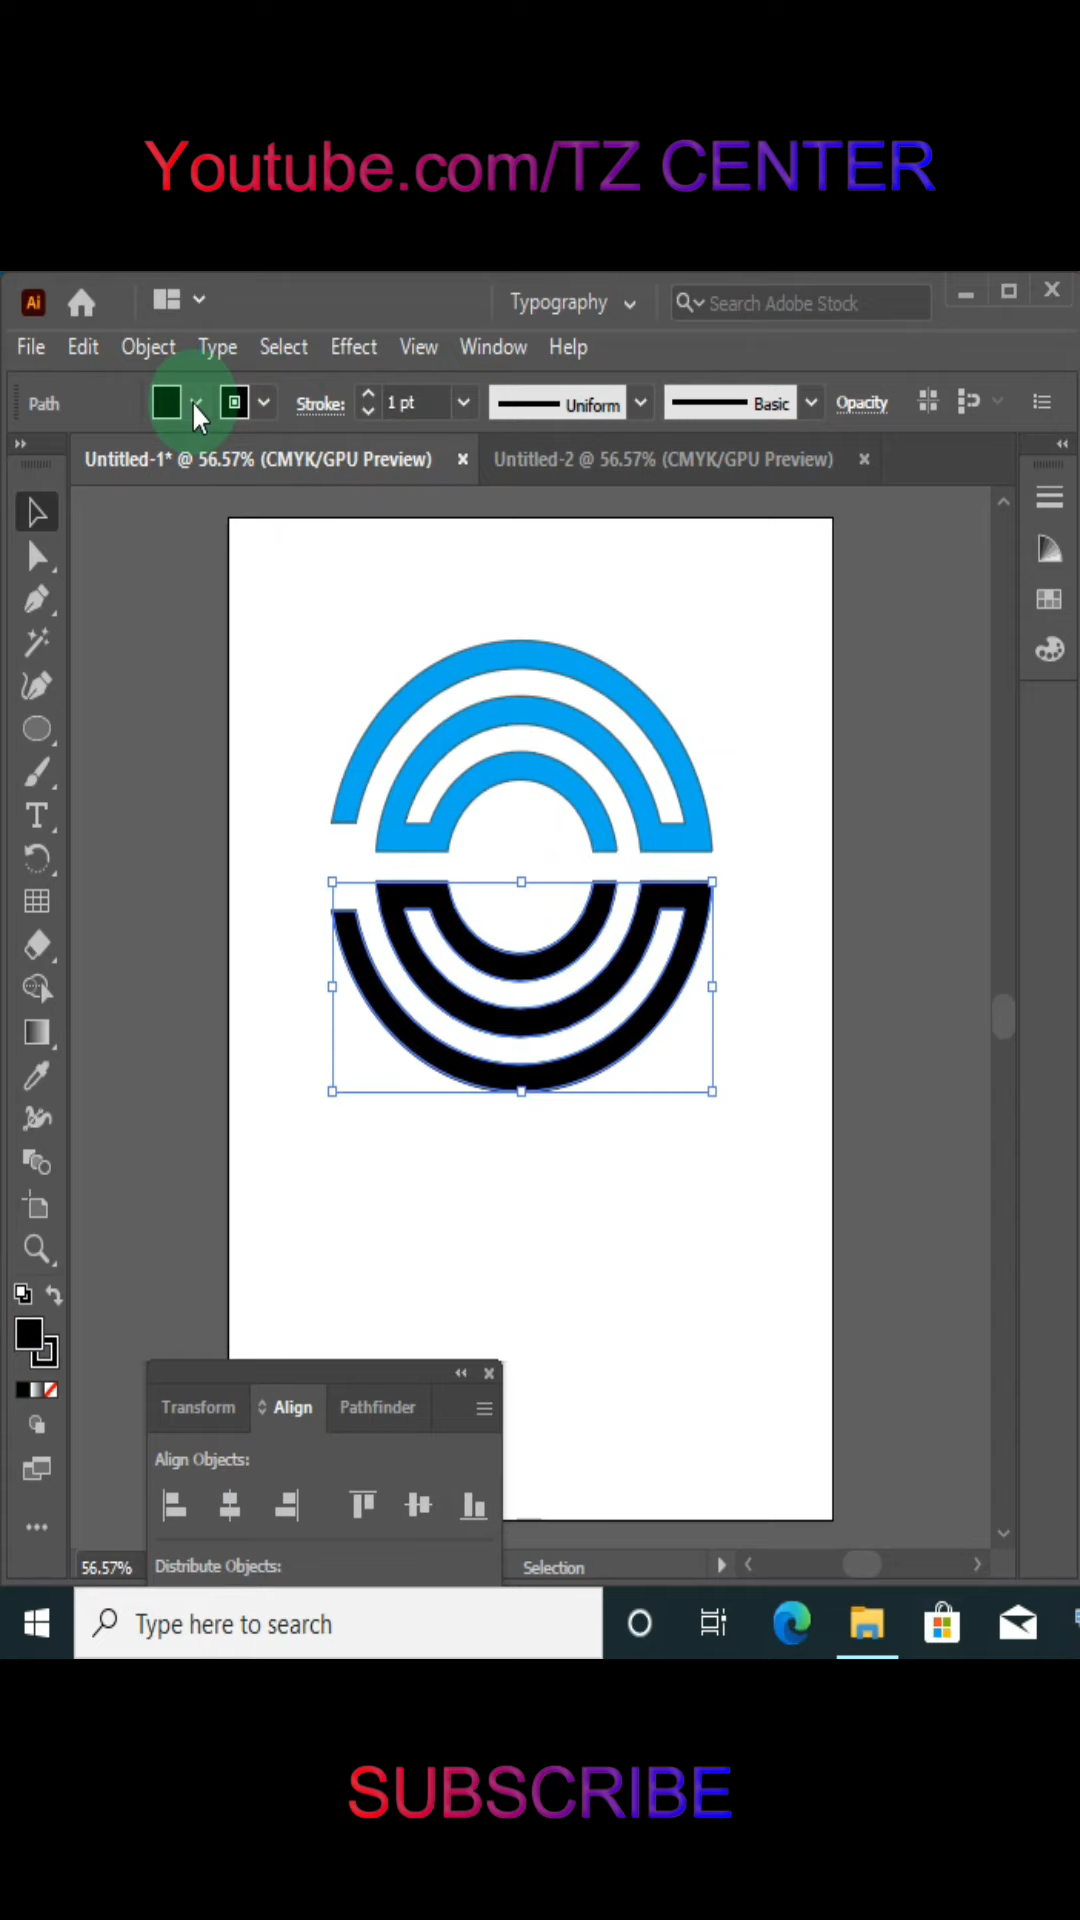 Youtube.com/TZ CENTER
Ai
Typography
Search Adobe Stock
File Edit Object Type Select Effect View Window Help
Path
Stroke: 1 pt Uniform Basic Opacity
Untitled-1* @ 56.57% (CMYK/GPU Preview) × Untitled-2 @ 56.57% (CMYK/GPU Preview) ×
Transform Align Pathfinder
Align Objects:
Distribute Objects:
56.57% Selection
Type here to search
SUBSCRIBE